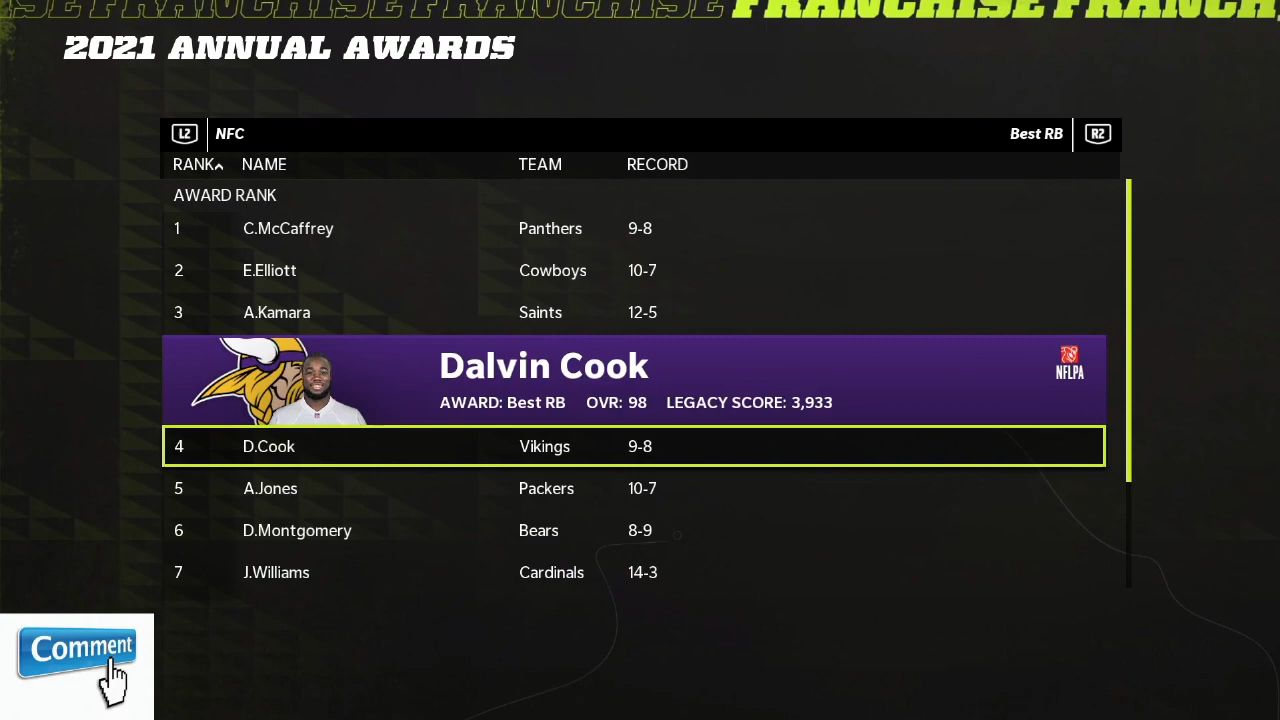 SE FRANCHISE FRANCHISE FRANCHISE FRANCH
2021 ANNUAL AWARDS
L2 NFC Best RB R2
RANK NAME TEAM RECORD
AWARD RANK
1 C.McCaffrey Panthers 9-8
2 E.Elliott Cowboys 10-7
3 A.Kamara Saints 12-5
Dalvin Cook
AWARD: Best RB OVR: 98 LEGACY SCORE: 3,933
NFLPA
4 D.Cook Vikings 9-8
5 A.Jones Packers 10-7
6 D.Montgomery Bears 8-9
7 J.Williams Cardinals 14-3
Comment